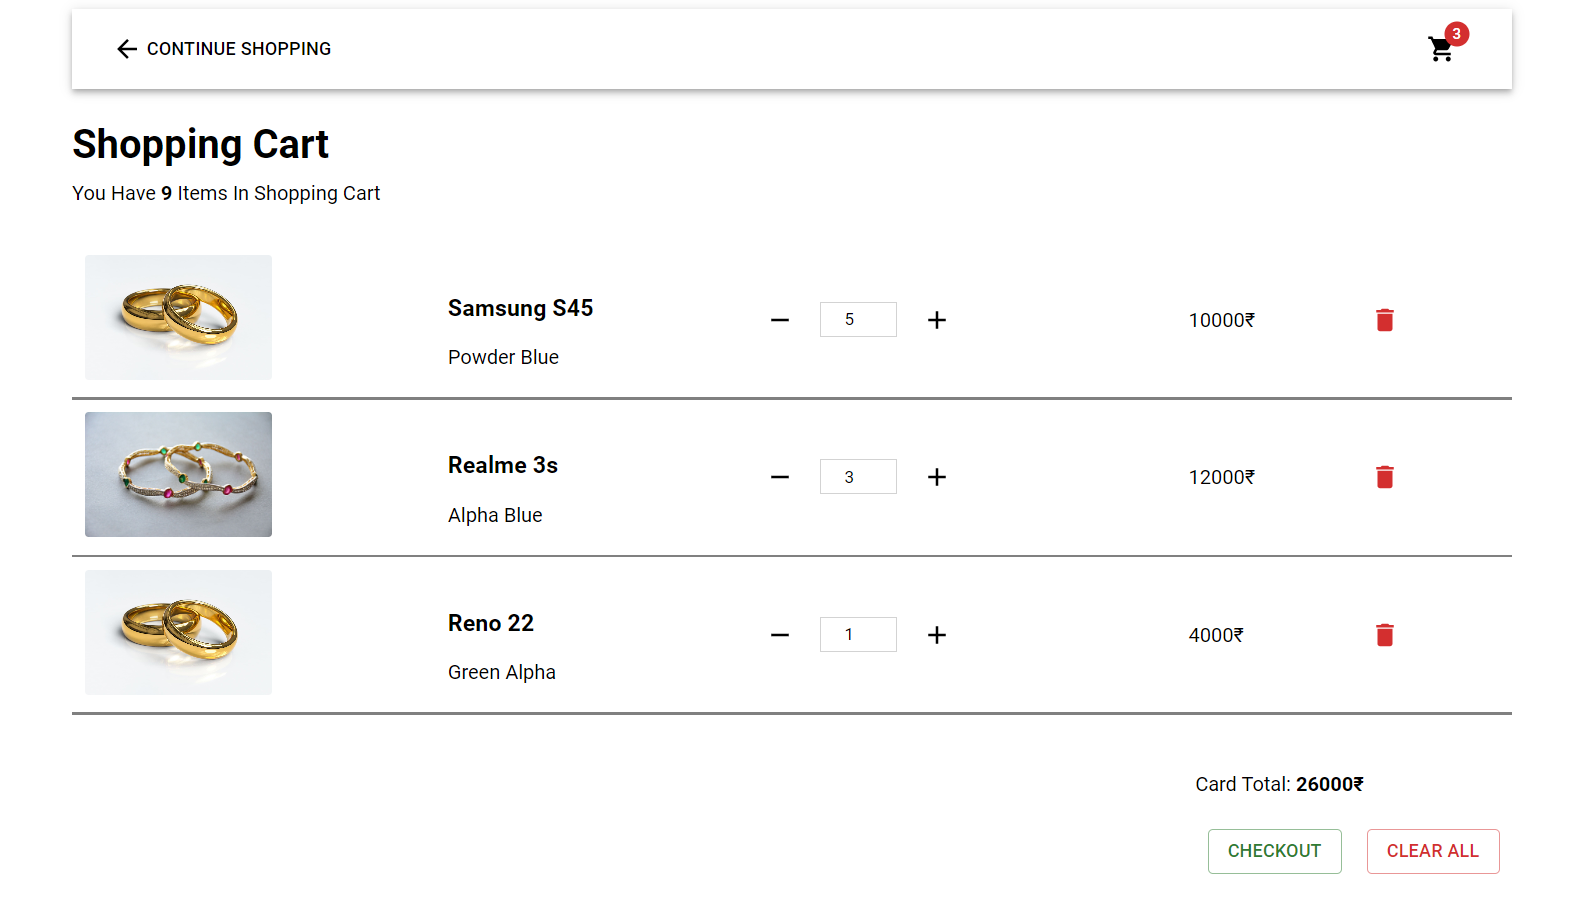 CONTINUE SHOPPING
3
Shopping Cart
You Have 9 Items In Shopping Cart
Samsung S45
Powder Blue
5
10000₹
Realme 3s
Alpha Blue
3
12000₹
Reno 22
Green Alpha
1
4000₹
Card Total: 26000₹
CHECKOUT
CLEAR ALL